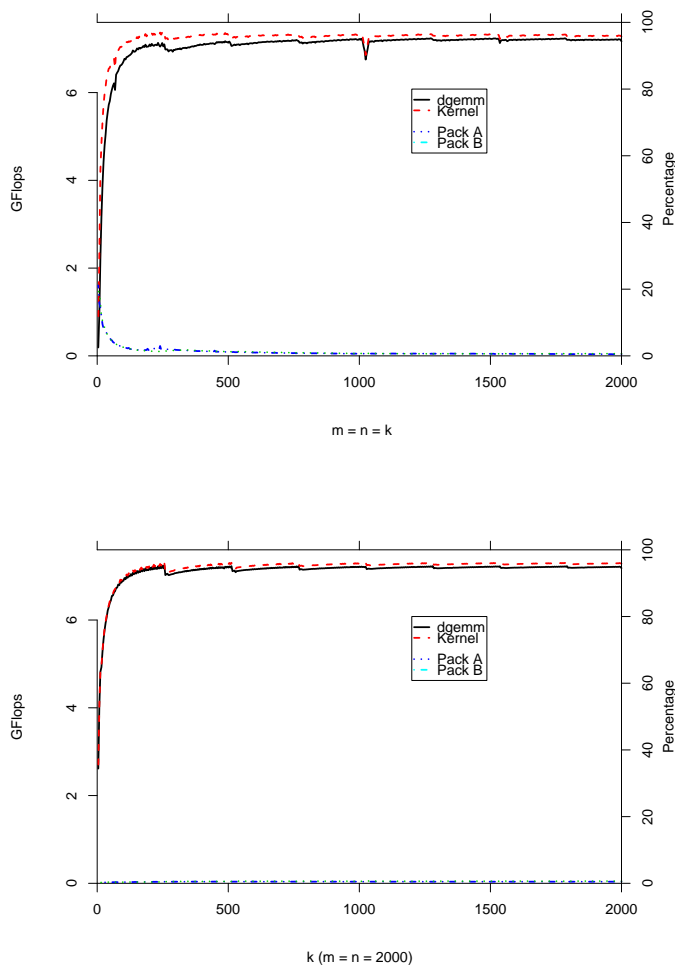 100
80
60
40
20
0
Percentage
6
4
2
0
GFlops
dgemm
Kernel
Pack A
Pack B
0 500 1000 1500 2000
m = n = k
100
80
60
40
20
0
Percentage
6
4
2
0
GFlops
dgemm
Kernel
Pack A
Pack B
0 500 1000 1500 2000
k (m = n = 2000)